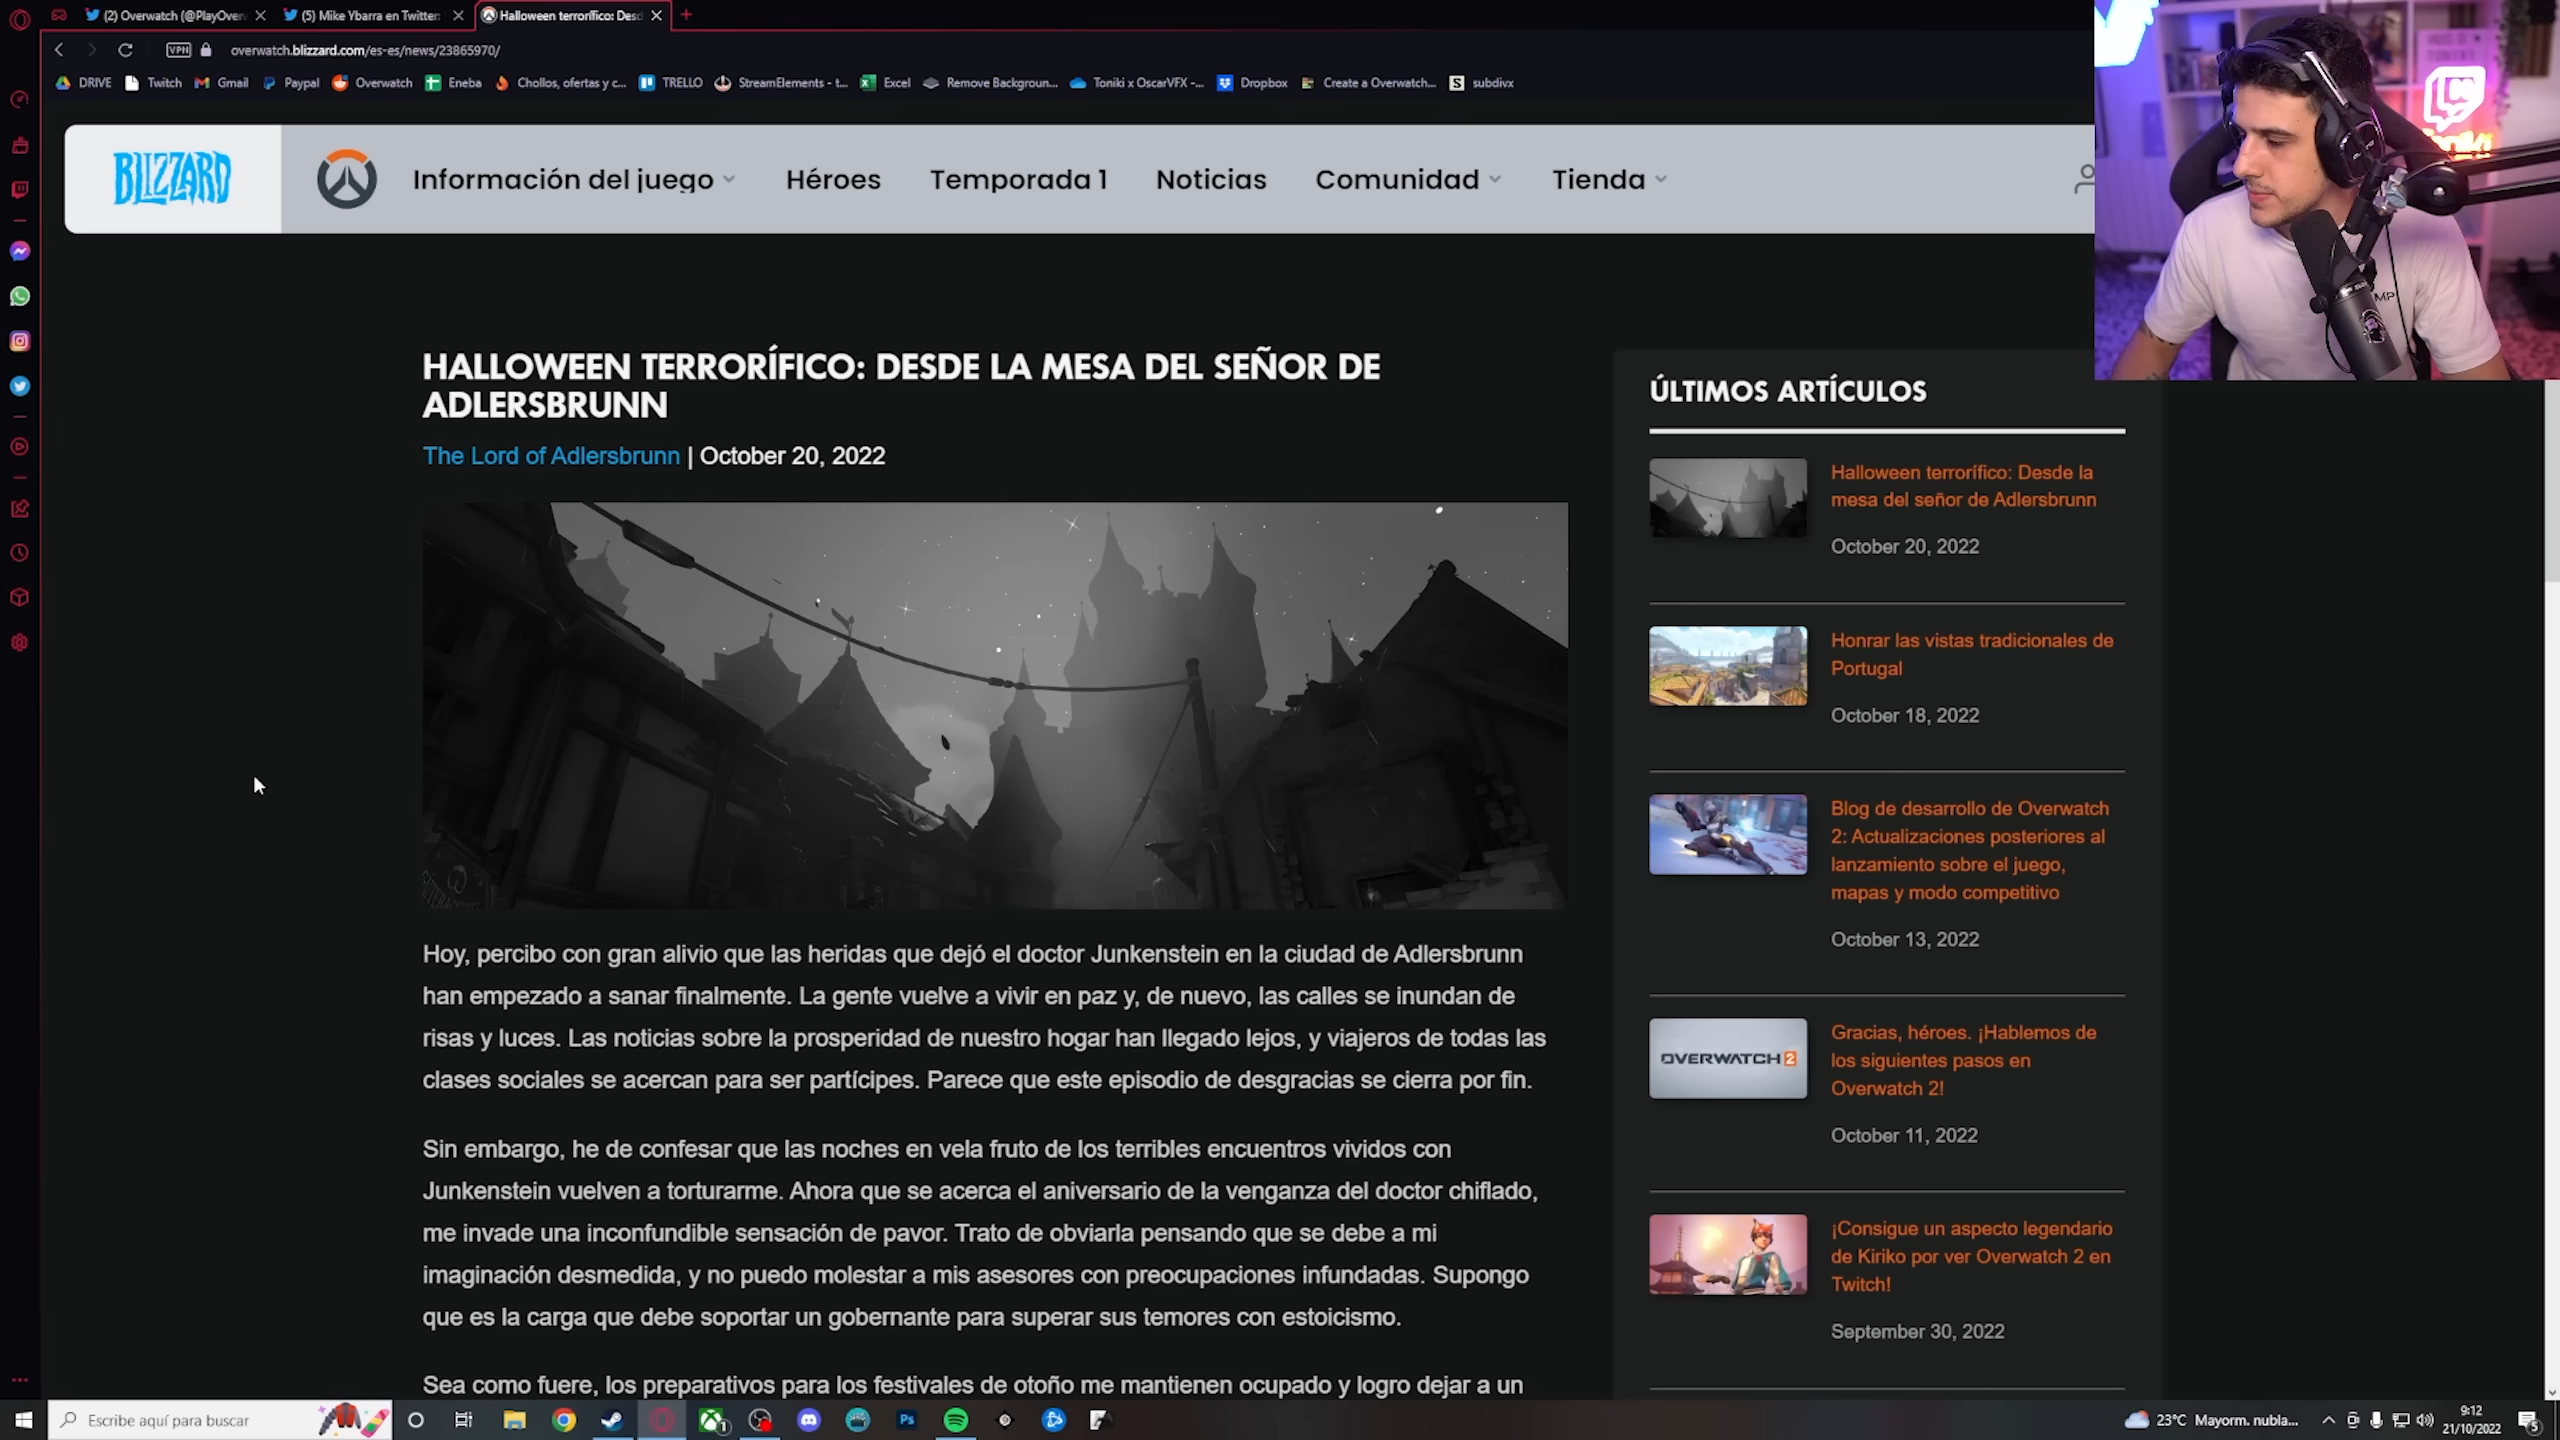 (2) Overwatch (@PlayOver
(5) Mike Ybarra en Twitter:
Halloween terrorífico: Desd
VPN
overwatch.blizzard.com/es-es/news/23865970/
DRIVE
Twitch
Gmail
Paypal
Overwatch
Eneba
Chollos, ofertas y c...
TRELLO
StreamElements - t...
Excel
Remove Backgroun...
Toniki x OscarVFX -...
Dropbox
Create a Overwatch...
subdivx
BLIZZARD
Información del juego
Héroes
Temporada 1
Noticias
Comunidad
Tienda
HALLOWEEN TERRORÍFICO: DESDE LA MESA DEL SEÑOR DE
ADLERSBRUNN
The Lord of Adlersbrunn | October 20, 2022
Hoy, percibo con gran alivio que las heridas que dejó el doctor Junkenstein en la ciudad de Adlersbrunn
han empezado a sanar finalmente. La gente vuelve a vivir en paz y, de nuevo, las calles se inundan de
risas y luces. Las noticias sobre la prosperidad de nuestro hogar han llegado lejos, y viajeros de todas las
clases sociales se acercan para ser partícipes. Parece que este episodio de desgracias se cierra por fin.
Sin embargo, he de confesar que las noches en vela fruto de los terribles encuentros vividos con
Junkenstein vuelven a torturarme. Ahora que se acerca el aniversario de la venganza del doctor chiflado,
me invade una inconfundible sensación de pavor. Trato de obviarla pensando que se debe a mi
imaginación desmedida, y no puedo molestar a mis asesores con preocupaciones infundadas. Supongo
que es la carga que debe soportar un gobernante para superar sus temores con estoicismo.
Sea como fuere, los preparativos para los festivales de otoño me mantienen ocupado y logro dejar a un
ÚLTIMOS ARTÍCULOS
Halloween terrorífico: Desde la
mesa del señor de Adlersbrunn
October 20, 2022
Honrar las vistas tradicionales de
Portugal
October 18, 2022
Blog de desarrollo de Overwatch
2: Actualizaciones posteriores al
lanzamiento sobre el juego,
mapas y modo competitivo
October 13, 2022
OVERWATCH 2
Gracias, héroes. ¡Hablemos de
los siguientes pasos en
Overwatch 2!
October 11, 2022
¡Consigue un aspecto legendario
de Kiriko por ver Overwatch 2 en
Twitch!
September 30, 2022
Escribe aquí para buscar
Ps
23°C Mayorm. nubla...
9:12
21/10/2022
5